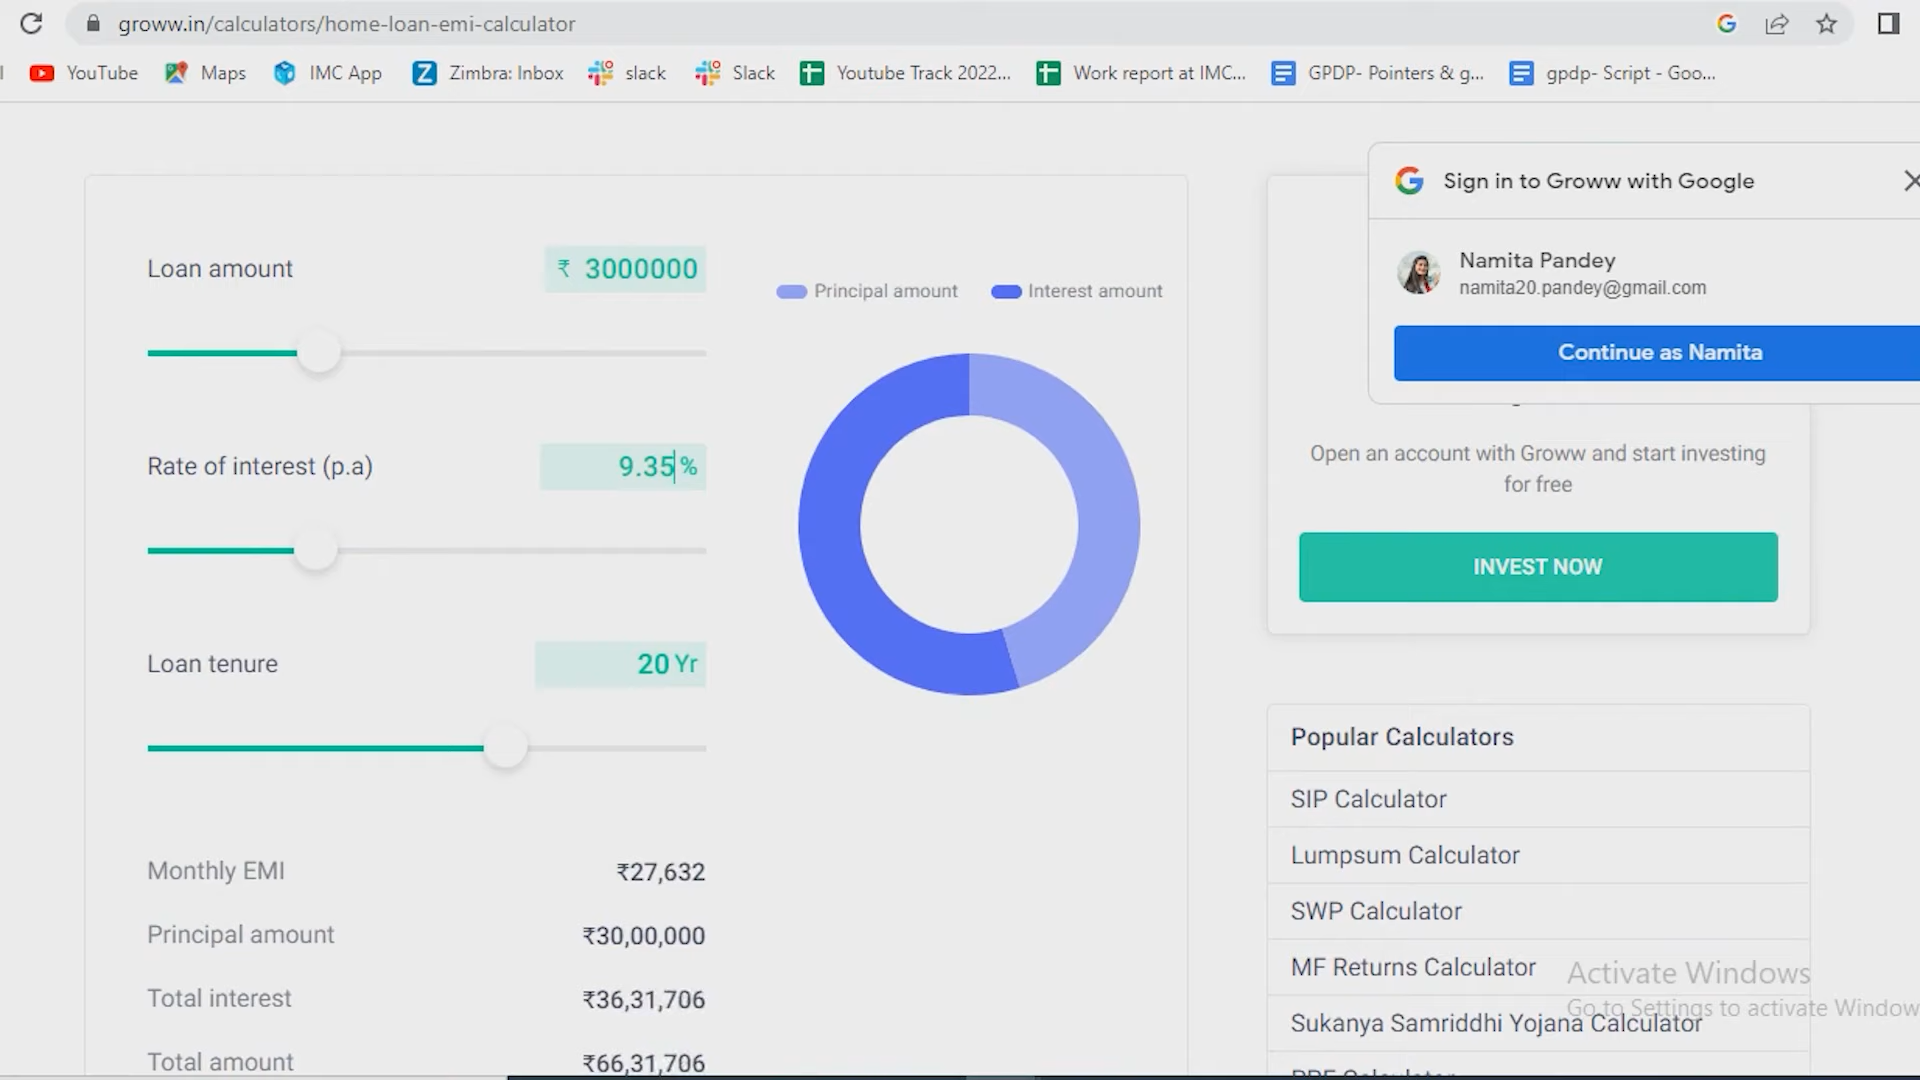 groww.in/calculators/home-loan-emi-calculator
YouTube Maps IMC App Zimbra: Inbox slack Slack Youtube Track 2022... Work report at IMC... GPDP- Pointers & g... gpdp- Script - Goo...
Sign in to Groww with Google
Namita Pandey
namita20.pandey@gmail.com
Continue as Namita
Loan amount ₹ 3000000
Principal amount Interest amount
Rate of interest (p.a) 9.35 %
Loan tenure 20 Yr
Monthly EMI ₹27,632
Principal amount ₹30,00,000
Total interest ₹36,31,706
Total amount ₹66,31,706
Open an account with Groww and start investing
for free
INVEST NOW
Popular Calculators
SIP Calculator
Lumpsum Calculator
SWP Calculator
MF Returns Calculator
Sukanya Samriddhi Yojana Calculator
Activate Windows
Go to Settings to activate Window